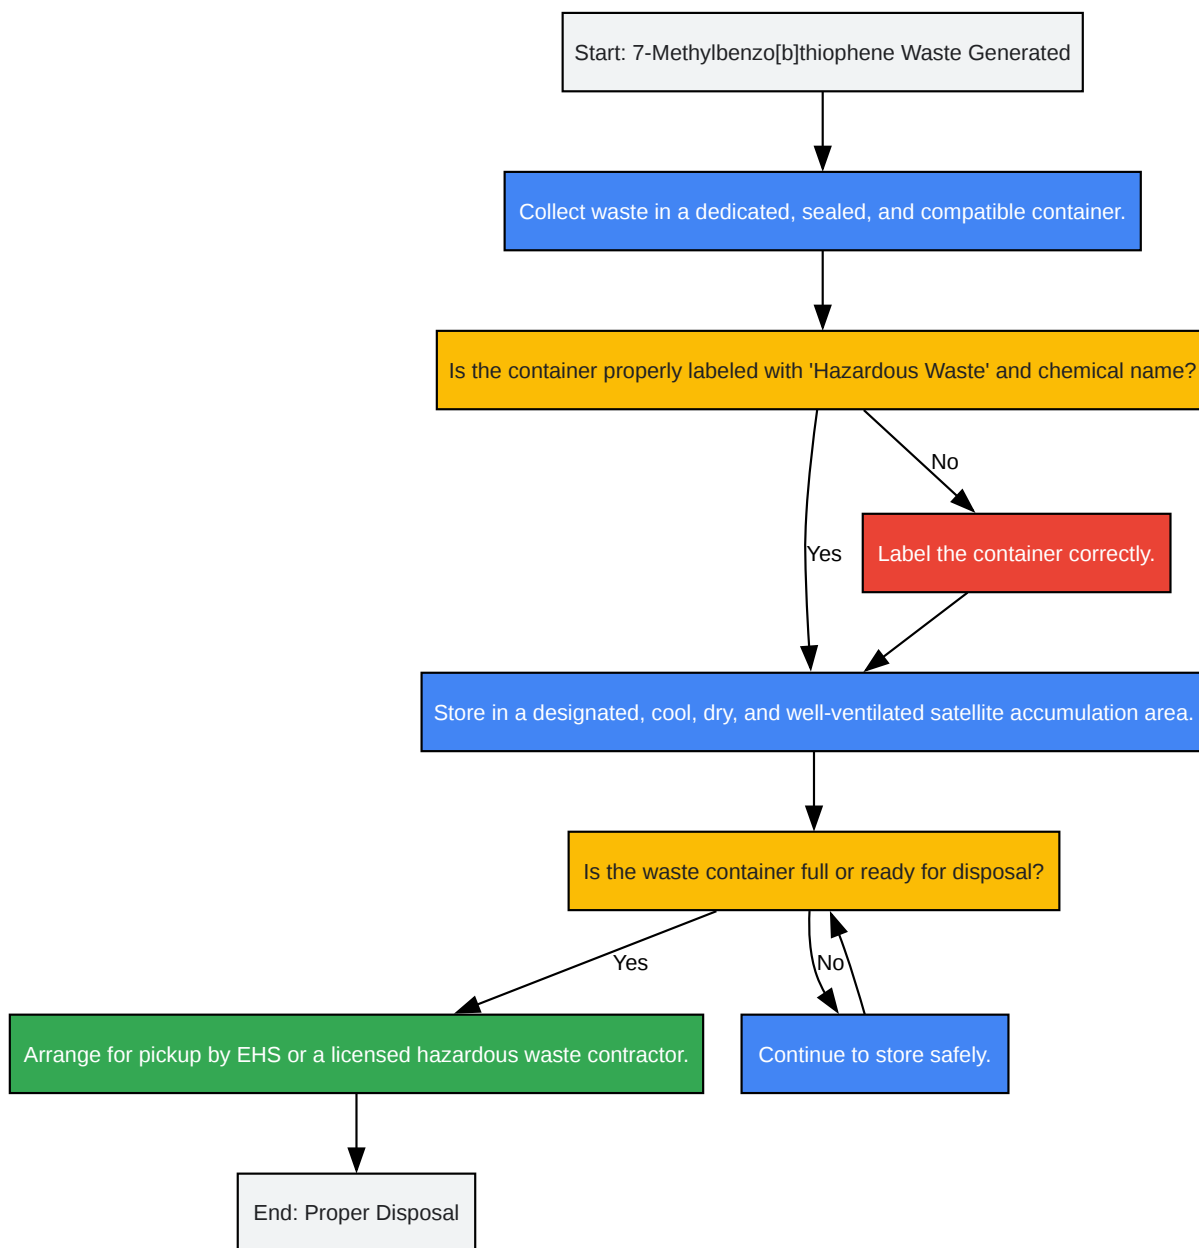 Start: 7-Methylbenzo[b]thiophene Waste Generated
Collect waste in a dedicated, sealed, and compatible container.
Is the container properly labeled with 'Hazardous Waste' and chemical name?
No
Yes
Label the container correctly.
Store in a designated, cool, dry, and well-ventilated satellite accumulation area.
Is the waste container full or ready for disposal?
Yes
No
Arrange for pickup by EHS or a licensed hazardous waste contractor.
Continue to store safely.
End: Proper Disposal